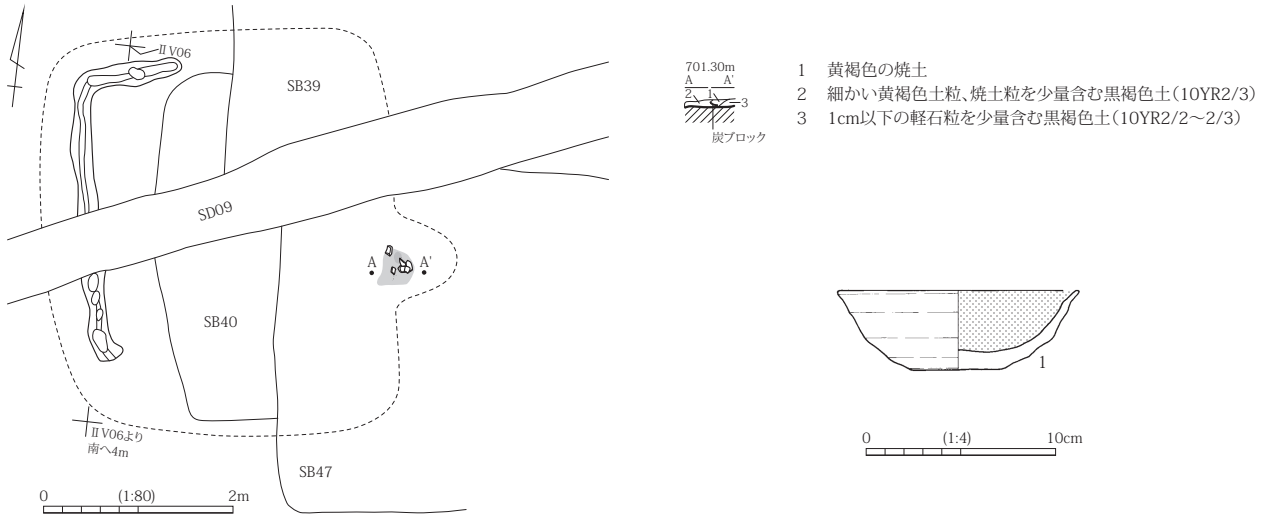 Ⅱ V06
SB39
SD09
A
A'
SB40
Ⅱ V06より
南へ4m
SB47
0 (1:80) 2m
701.30m
A A'
2 1
3
炭ブロック
1 黄褐色の焼土
2 細かい黄褐色土粒、焼土粒を少量含む黒褐色土(10YR2/3)
3 1cm以下の軽石粒を少量含む黒褐色土(10YR2/2〜2/3)
1
0 (1:4) 10cm